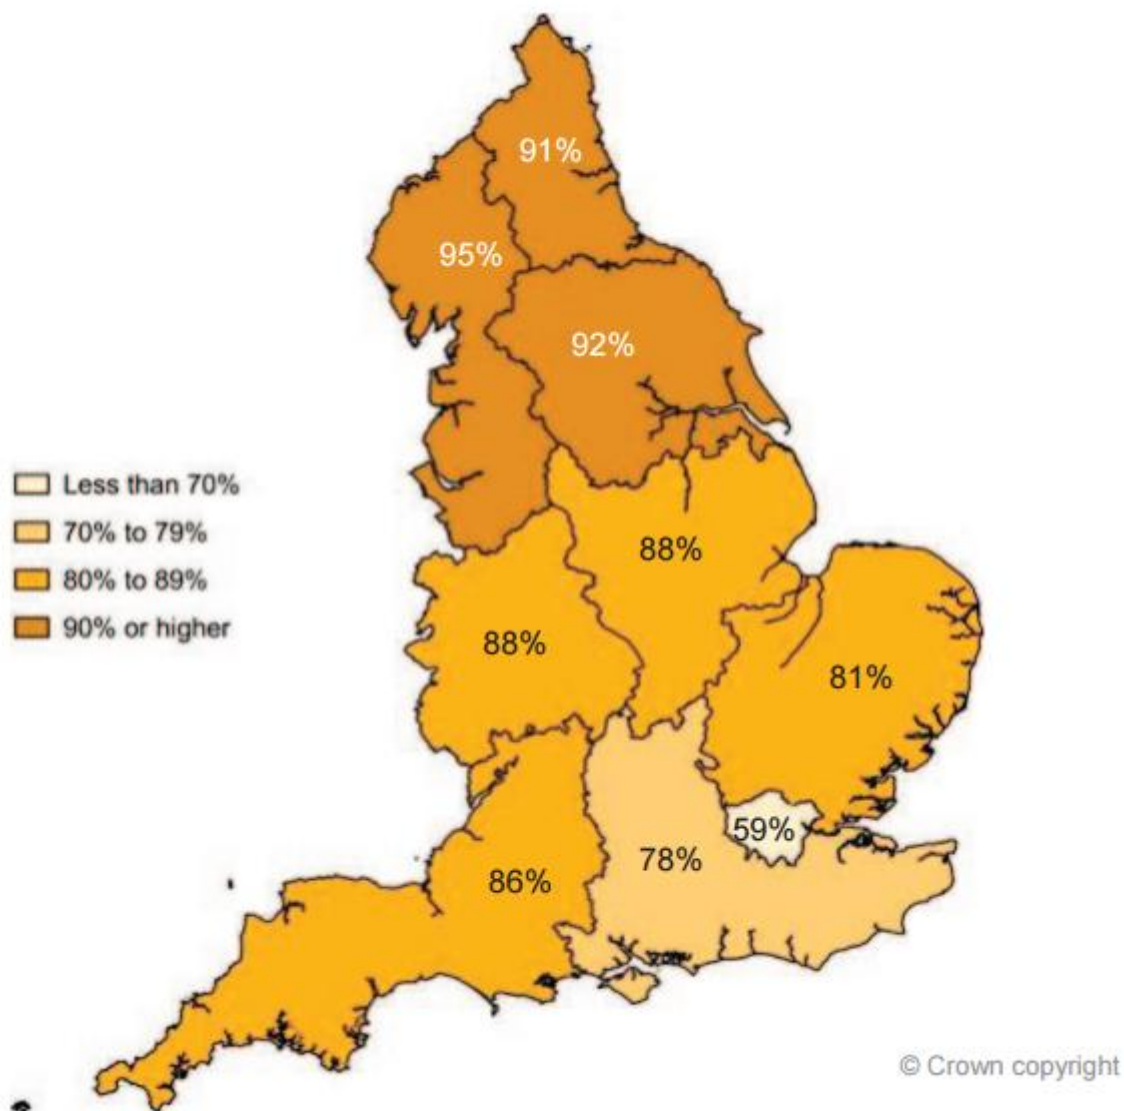 91%
95%
92%
Less than 70%
70% to 79%
80% to 89%
90% or higher
88%
88%
81%
59%
78%
86%
© Crown copyright